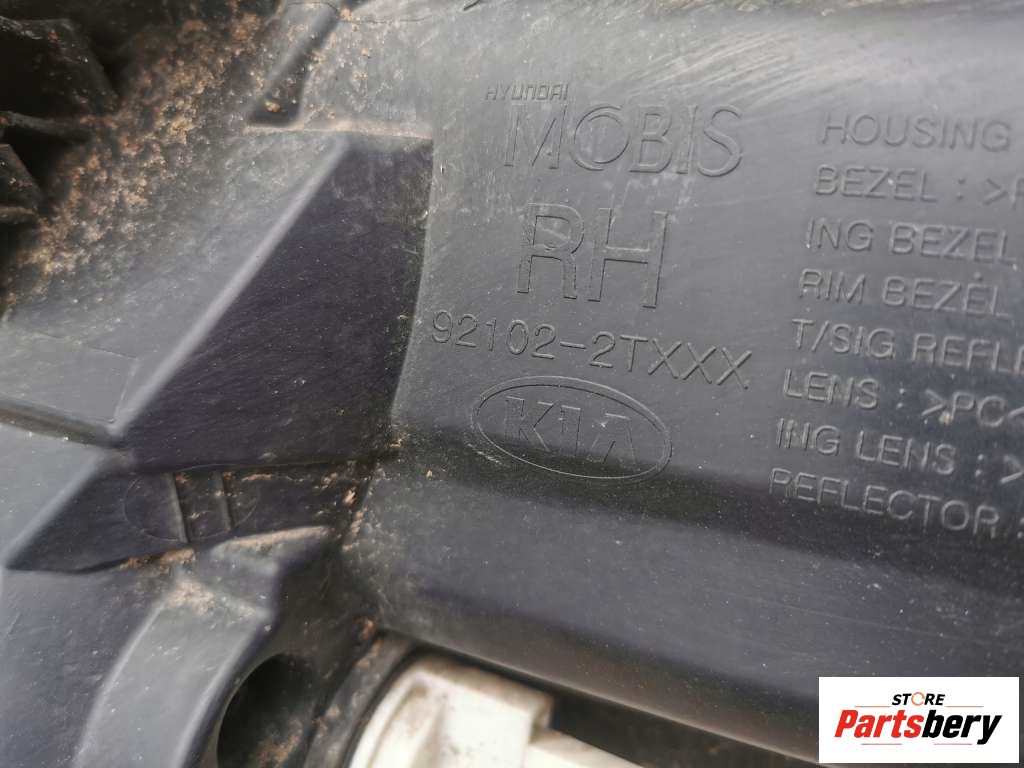 HYUNDAI
MOBIS
RH
92102-2TXXX
KIA
HOUSING
BEZEL : >P
ING BEZEL
RIM BEZEL
T/SIG REFLE
LENS : >PC<
ING LENS : >
REFLECTOR :
STORE
Partsbery